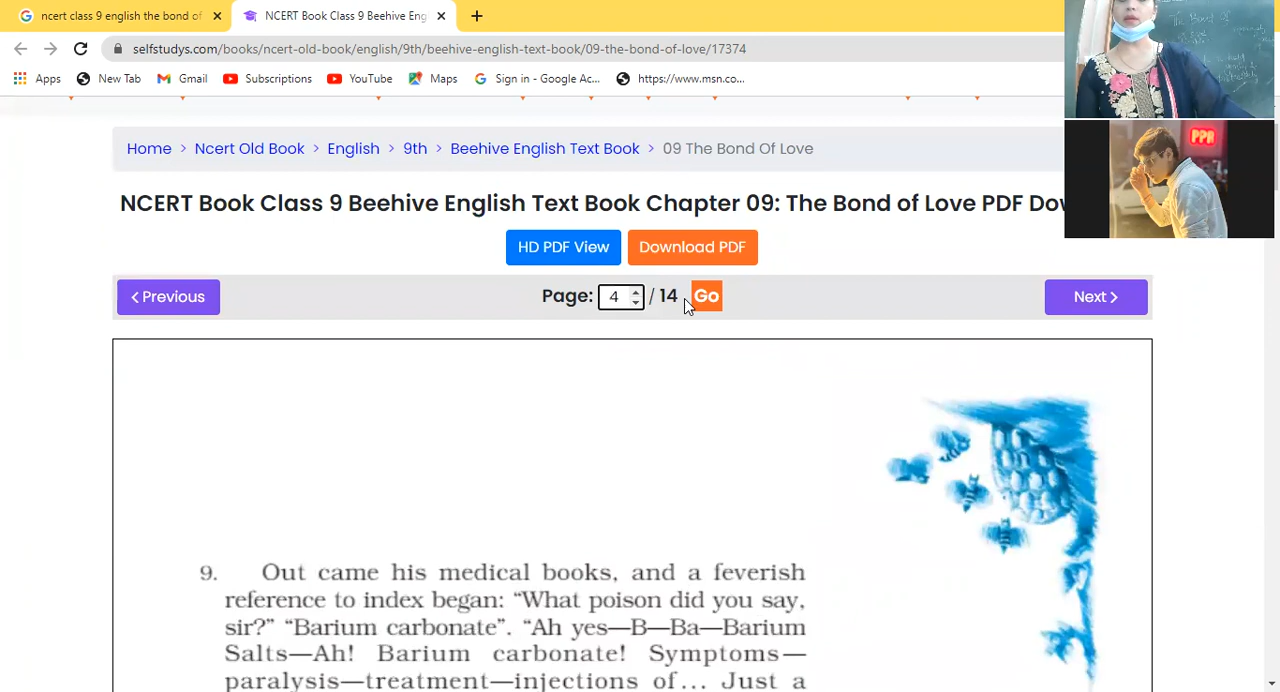 ncert class 9 english the bond of
NCERT Book Class 9 Beehive Eng
selfstudys.com/books/ncert-old-book/english/9th/beehive-english-text-book/09-the-bond-of-love/17374
Apps New Tab Gmail Subscriptions YouTube Maps Sign in - Google Ac... https://www.msn.co...
The Bond Of
PPR
Home > Ncert Old Book > English > 9th > Beehive English Text Book > 09 The Bond Of Love
NCERT Book Class 9 Beehive English Text Book Chapter 09: The Bond of Love PDF Dow
HD PDF View Download PDF
Previous Page: 4 / 14 Go Next
9. Out came his medical books, and a feverish
reference to index began: “What poison did you say,
sir?” “Barium carbonate”. “Ah yes—B—Ba—Barium
Salts—Ah! Barium carbonate! Symptoms—
paralysis—treatment—injections of... Just a